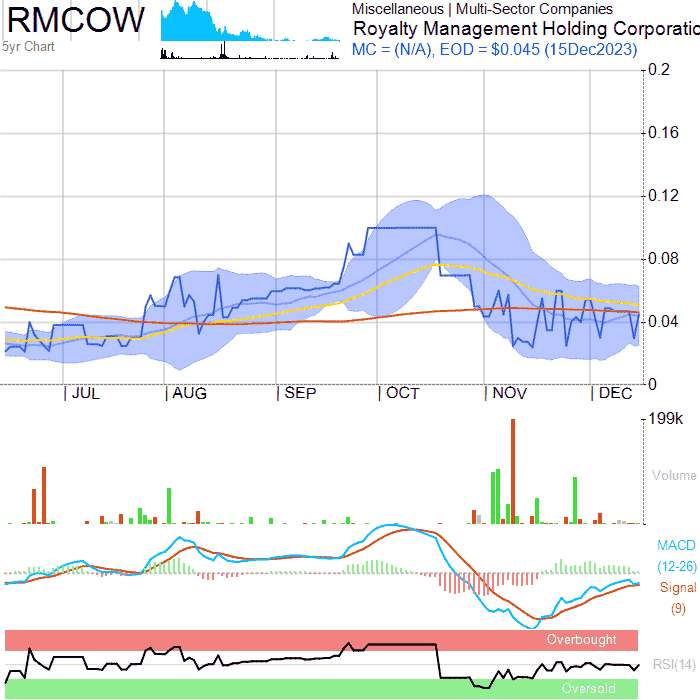 RMCOW
5yr Chart
Miscellaneous | Multi-Sector Companies
Royalty Management Holding Corporatio
MC = (N/A), EOD = $0.045 (15Dec2023)
0.2
0.16
0.12
0.08
0.04
0
JUL AUG SEP OCT NOV DEC
199k
Volume
MACD
(12-26)
Signal
(9)
Overbought
RSI(14)
Oversold